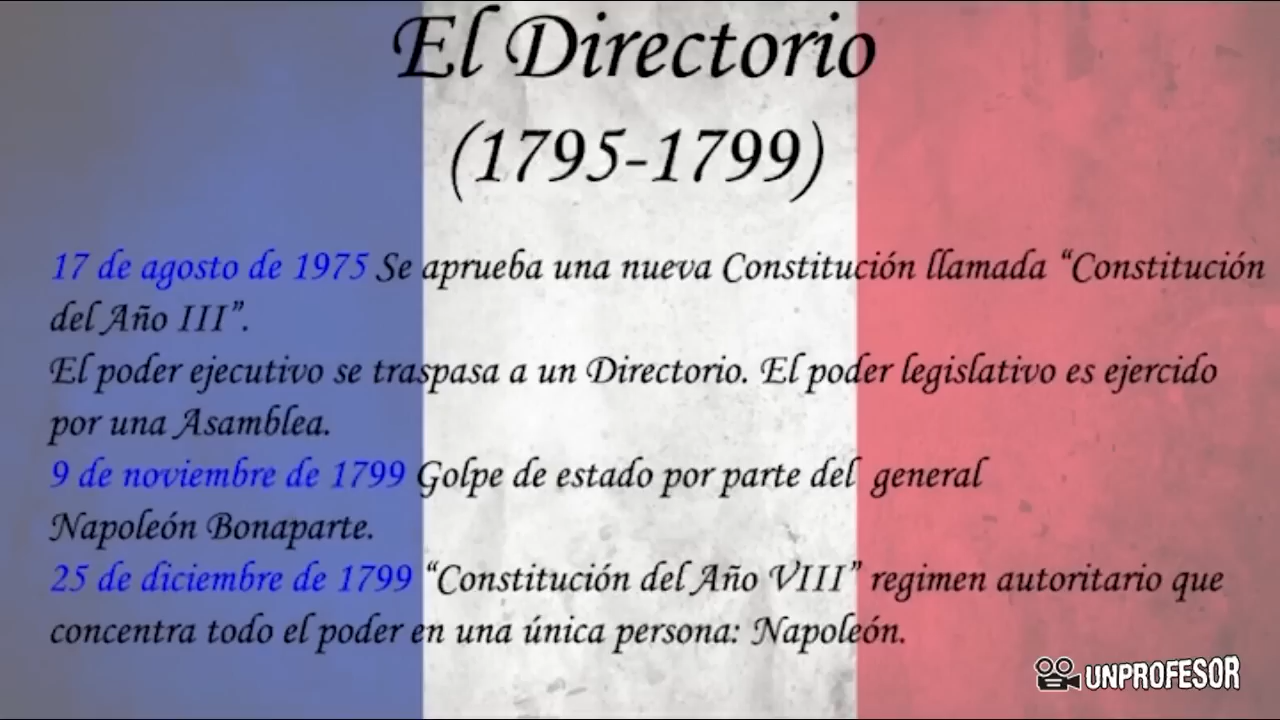 El Directorio
(1795-1799)
17 de agosto de 1975 Se aprueba una nueva Constitución llamada “Constitución
del Año III”.
El poder ejecutivo se traspasa a un Directorio. El poder legislativo es ejercido
por una Asamblea.
9 de noviembre de 1799 Golpe de estado por parte del general
Napoleón Bonaparte.
25 de diciembre de 1799 “Constitución del Año VIII” regimen autoritario que
concentra todo el poder en una única persona: Napoleón.
UNPROFESOR